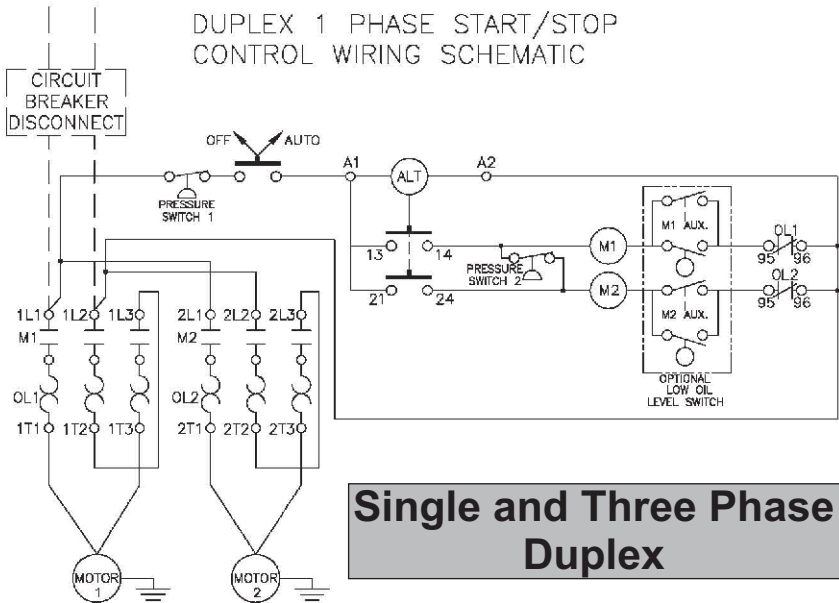 DUPLEX 1 PHASE START/STOP
CONTROL WIRING SCHEMATIC
CIRCUIT
BREAKER
DISCONNECT
OFF
AUTO
A1
ALT
A2
PRESSURE
SWITCH 1
13
14
M1
M1 AUX.
OL1
95 96
PRESSURE
SWITCH 2
21
24
M2
M2 AUX.
OL2
95 96
OPTIONAL
LOW OIL
LEVEL SWITCH
1L1 1L2 1L3
2L1 2L2 2L3
M1
M2
OL1
OL2
1T1 1T2 1T3
2T1 2T2 2T3
MOTOR
1
MOTOR
2
Single and Three Phase
Duplex